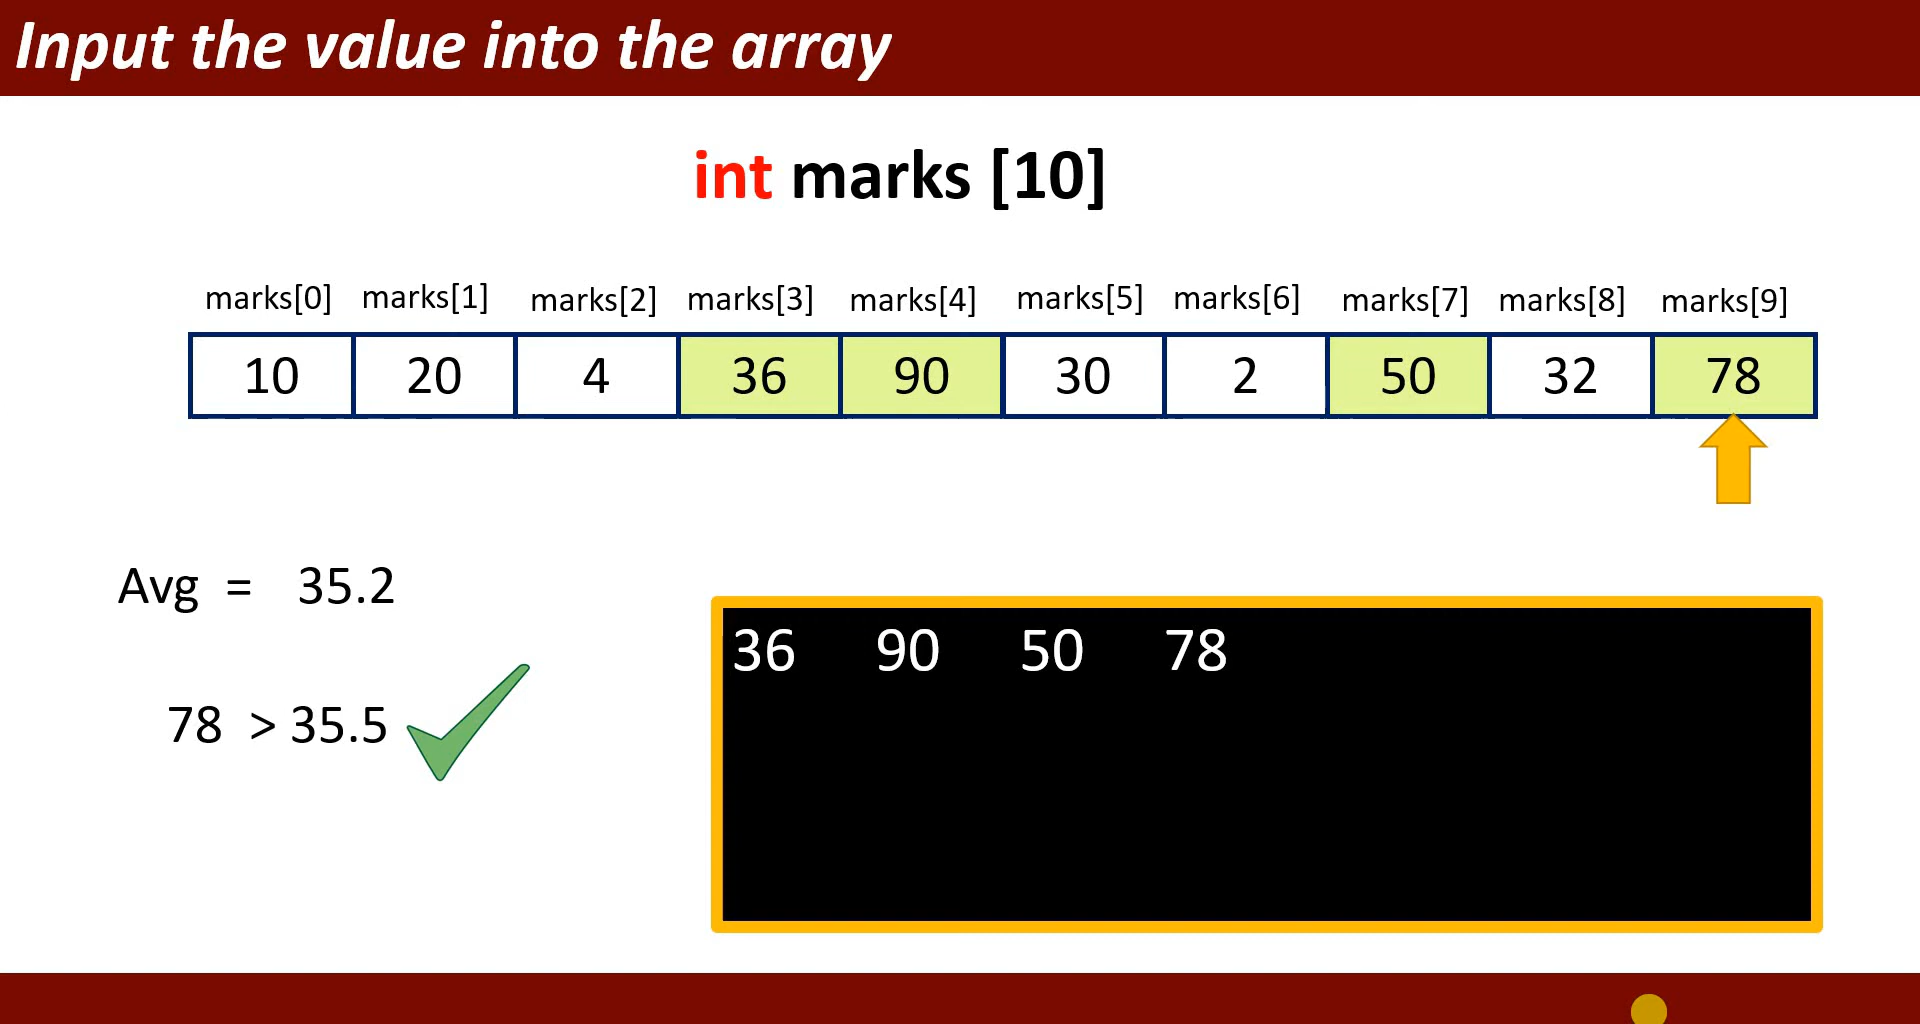 Input the value into the array
int marks [10]
marks[0] marks[1] marks[2] marks[3] marks[4] marks[5] marks[6] marks[7] marks[8] marks[9]
10 20 4 36 90 30 2 50 32 78
Avg = 35.2
36 90 50 78
78 > 35.5